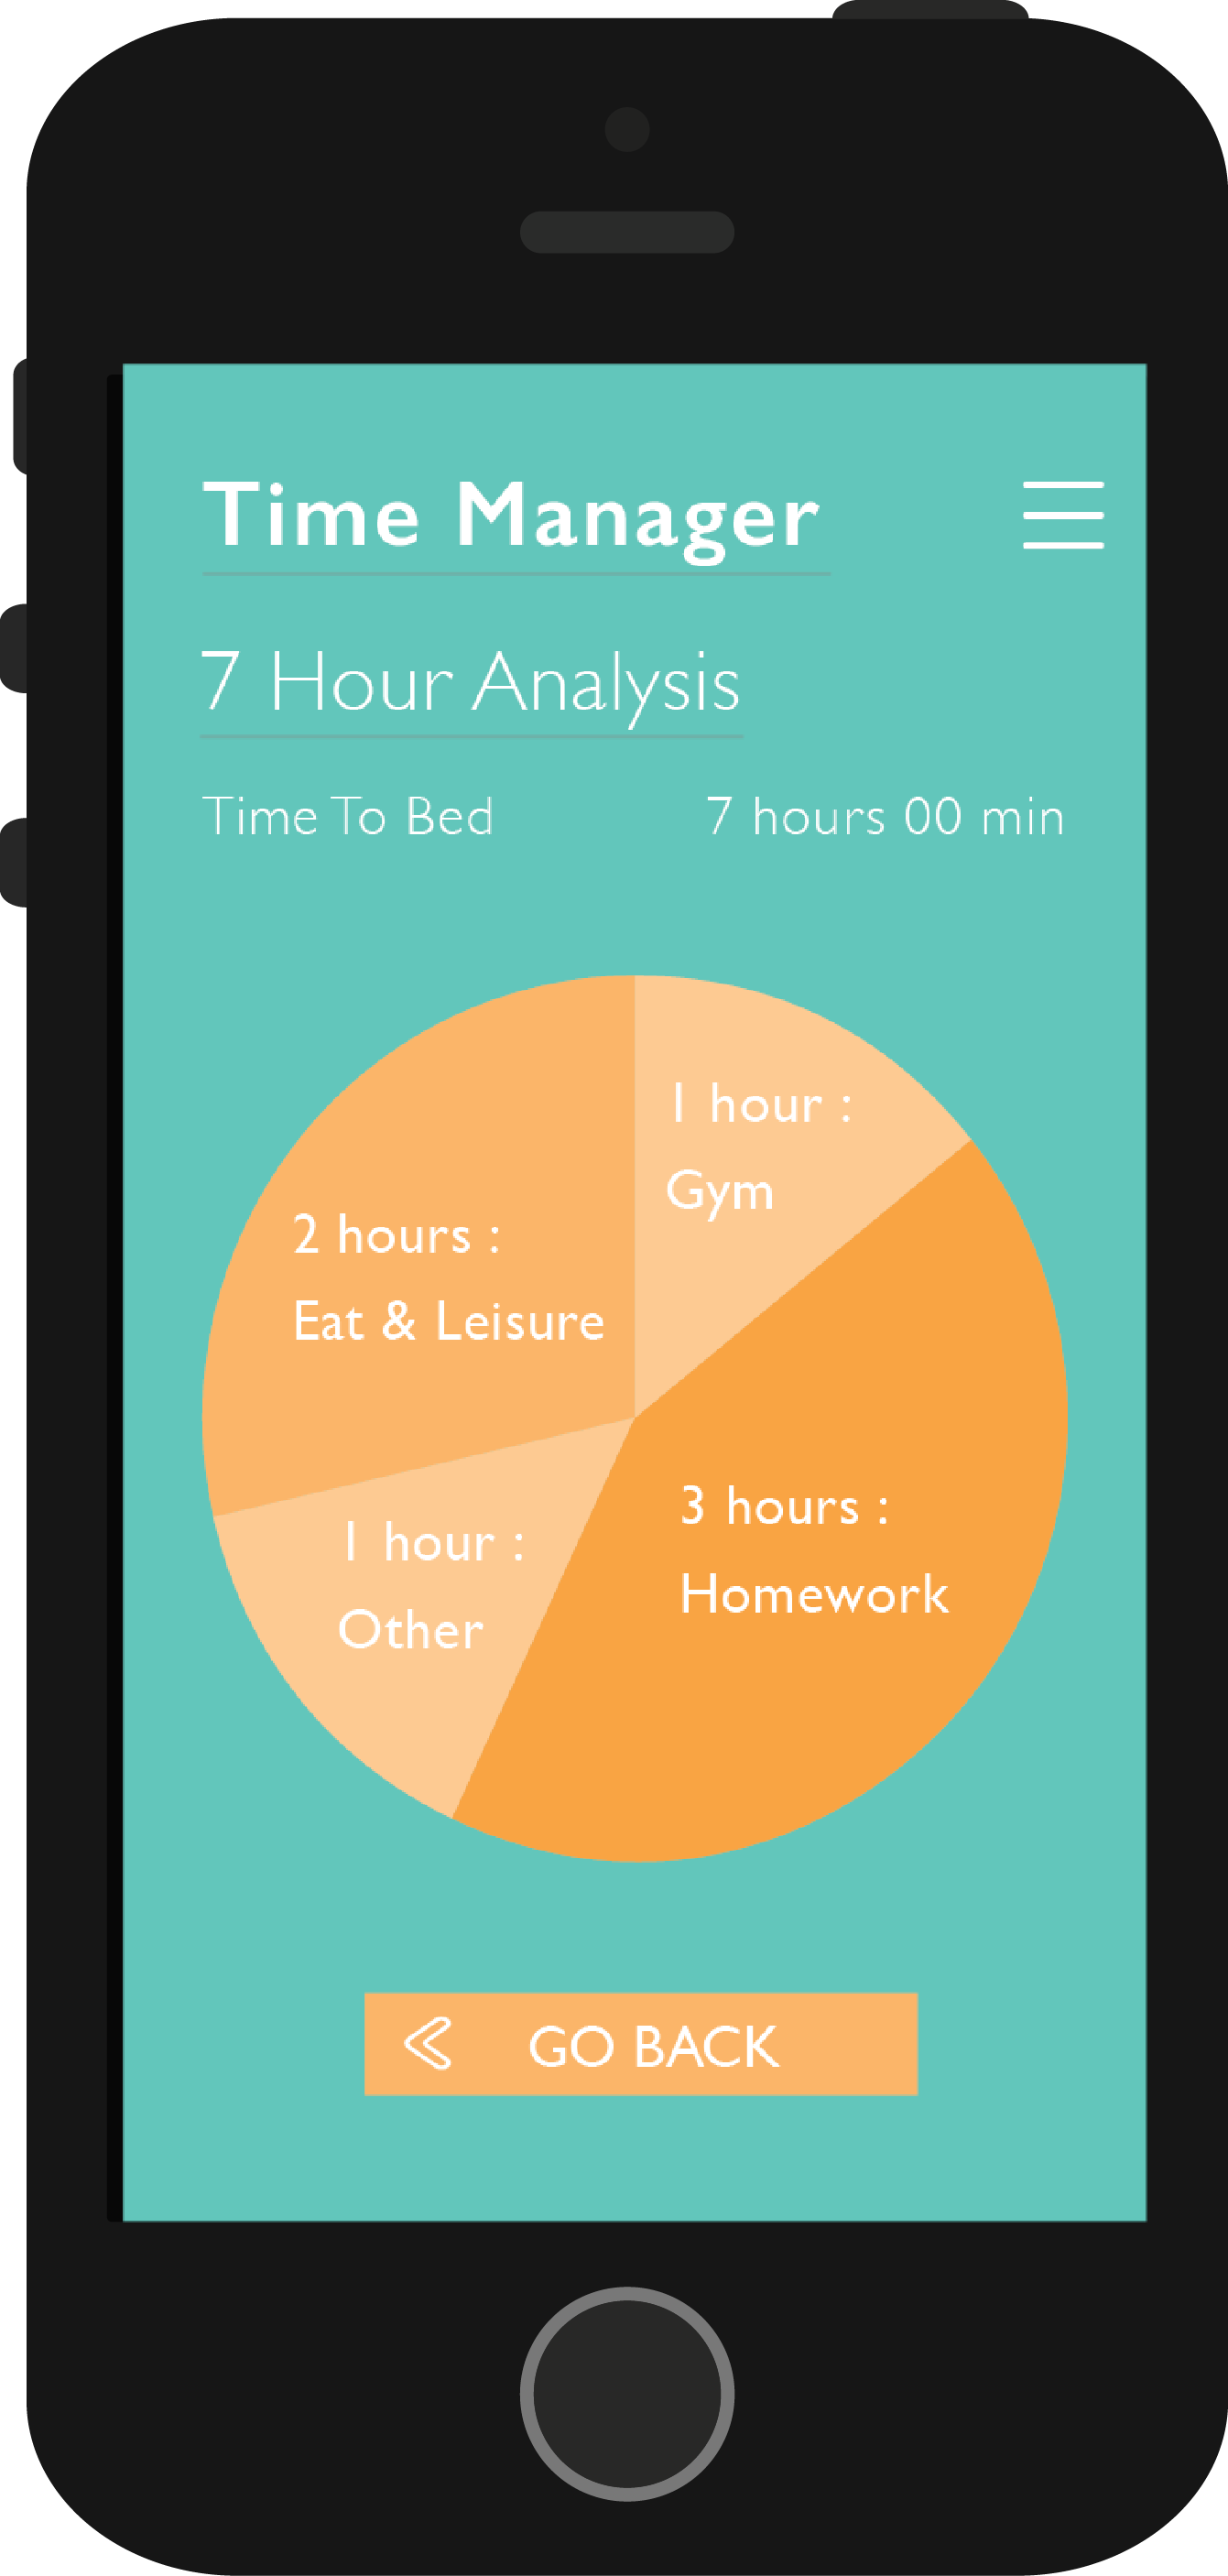 Time Manager
7 Hour Analysis
Time To Bed 7 hours 00 min
1 hour :
Gym
2 hours :
Eat & Leisure
3 hours :
Homework
1 hour :
Other
GO BACK